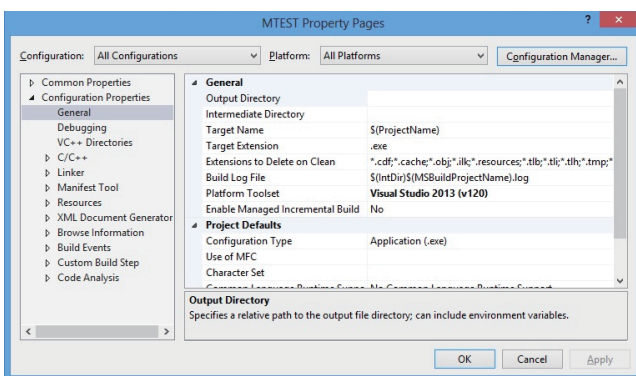 MTEST Property Pages
? ×
Configuration: All Configurations Platform: All Platforms Configuration Manager...
Common Properties
Configuration Properties
General
Debugging
VC++ Directories
C/C++
Linker
Manifest Tool
Resources
XML Document Generator
Browse Information
Build Events
Custom Build Step
Code Analysis
General
Output Directory
Intermediate Directory
Target Name $(ProjectName)
Target Extension .exe
Extensions to Delete on Clean *.cdf;*.cache;*.obj;*.ilk;*.resources;*.tlb;*.tli;*.tlh;*.tmp;*
Build Log File $(IntDir)$(MSBuildProjectName).log
Platform Toolset Visual Studio 2013 (v120)
Enable Managed Incremental Build No
Project Defaults
Configuration Type Application (.exe)
Use of MFC
Character Set
Common Language Runtime Suppo No Common Language Runtime Support
Output Directory
Specifies a relative path to the output file directory; can include environment variables.
OK Cancel Apply